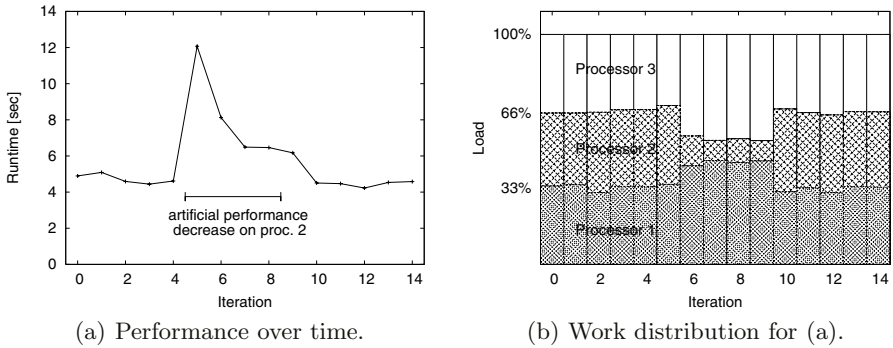 14
12
10
8
6
4
2
0
Runtime [sec]
artificial performance
decrease on proc. 2
0 2 4 6 8 10 12 14
Iteration
(a) Performance over time.
100%
66%
33%
Load
Processor 3
Processor 2
Processor 1
0 2 4 6 8 10 12 14
Iteration
(b) Work distribution for (a).